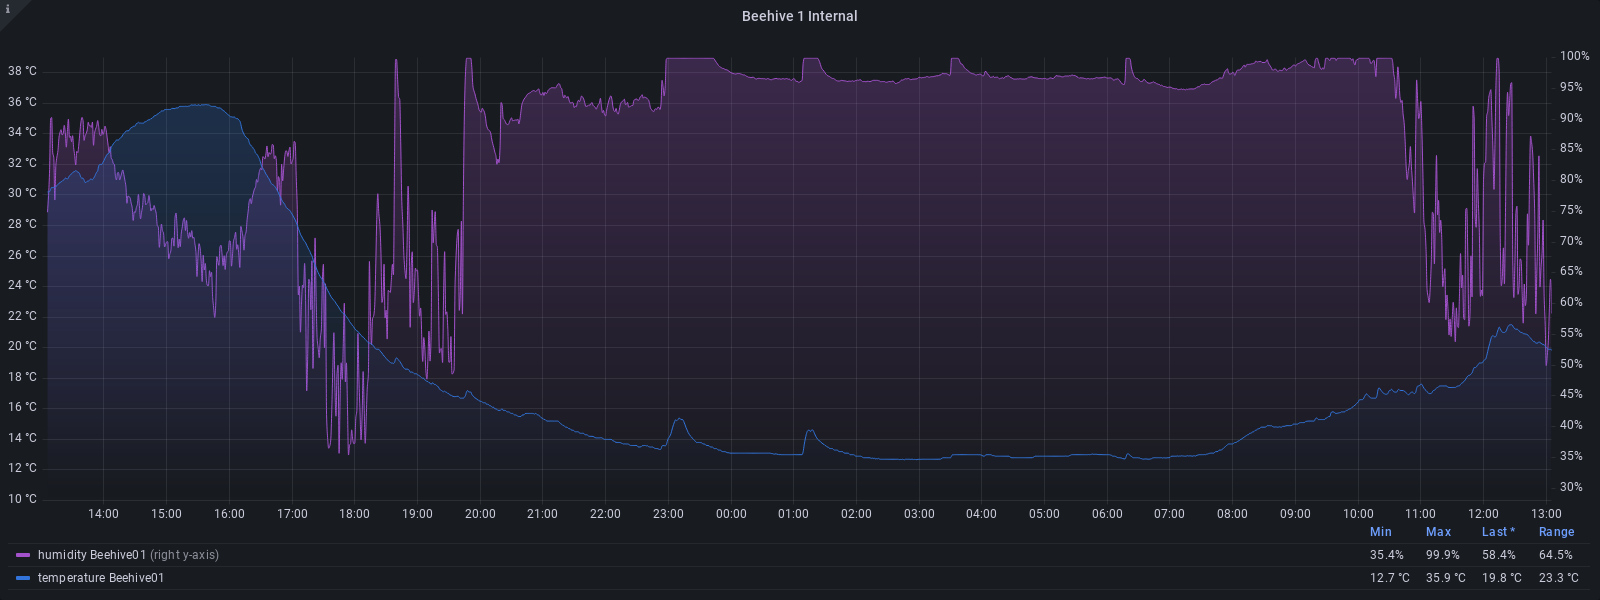 i
Beehive 1 Internal
38 °C
36 °C
34 °C
32 °C
30 °C
28 °C
26 °C
24 °C
22 °C
20 °C
18 °C
16 °C
14 °C
12 °C
10 °C
100%
95%
90%
85%
80%
75%
70%
65%
60%
55%
50%
45%
40%
35%
30%
14:00 15:00 16:00 17:00 18:00 19:00 20:00 21:00 22:00 23:00 00:00 01:00 02:00 03:00 04:00 05:00 06:00 07:00 08:00 09:00 10:00 11:00 12:00 13:00
Min Max Last * Range
humidity Beehive01 (right y-axis) 35.4% 99.9% 58.4% 64.5%
temperature Beehive01 12.7 °C 35.9 °C 19.8 °C 23.3 °C